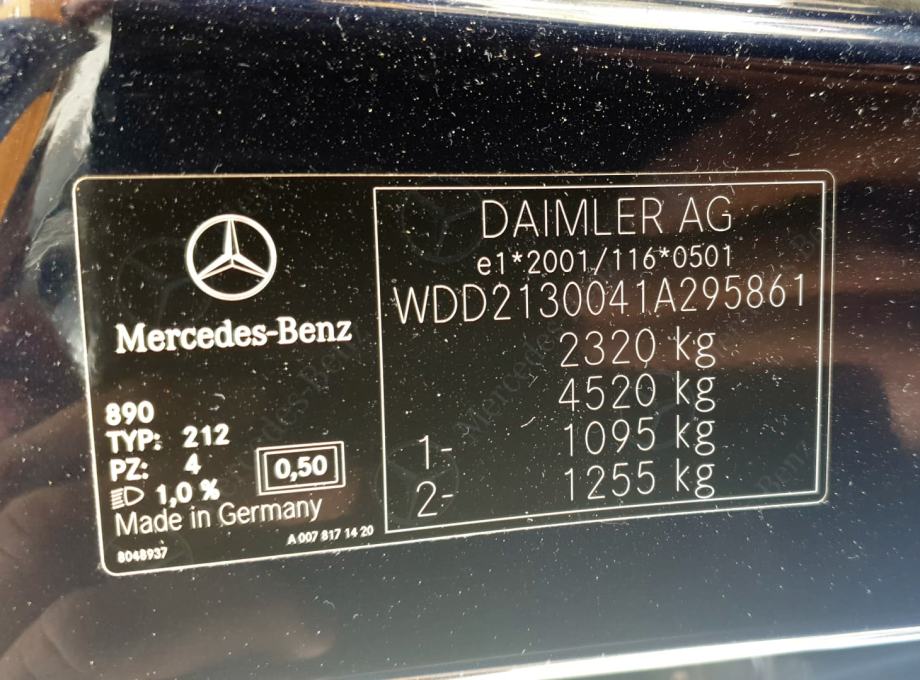 Mercedes-Benz
890
TYP: 212
PZ: 4
1,0 %
0,50
Made in Germany
8048937
A 007 817 14 20
DAIMLER AG
e1*2001/116*0501
WDD2130041A295861
2320 kg
4520 kg
1- 1095 kg
2- 1255 kg